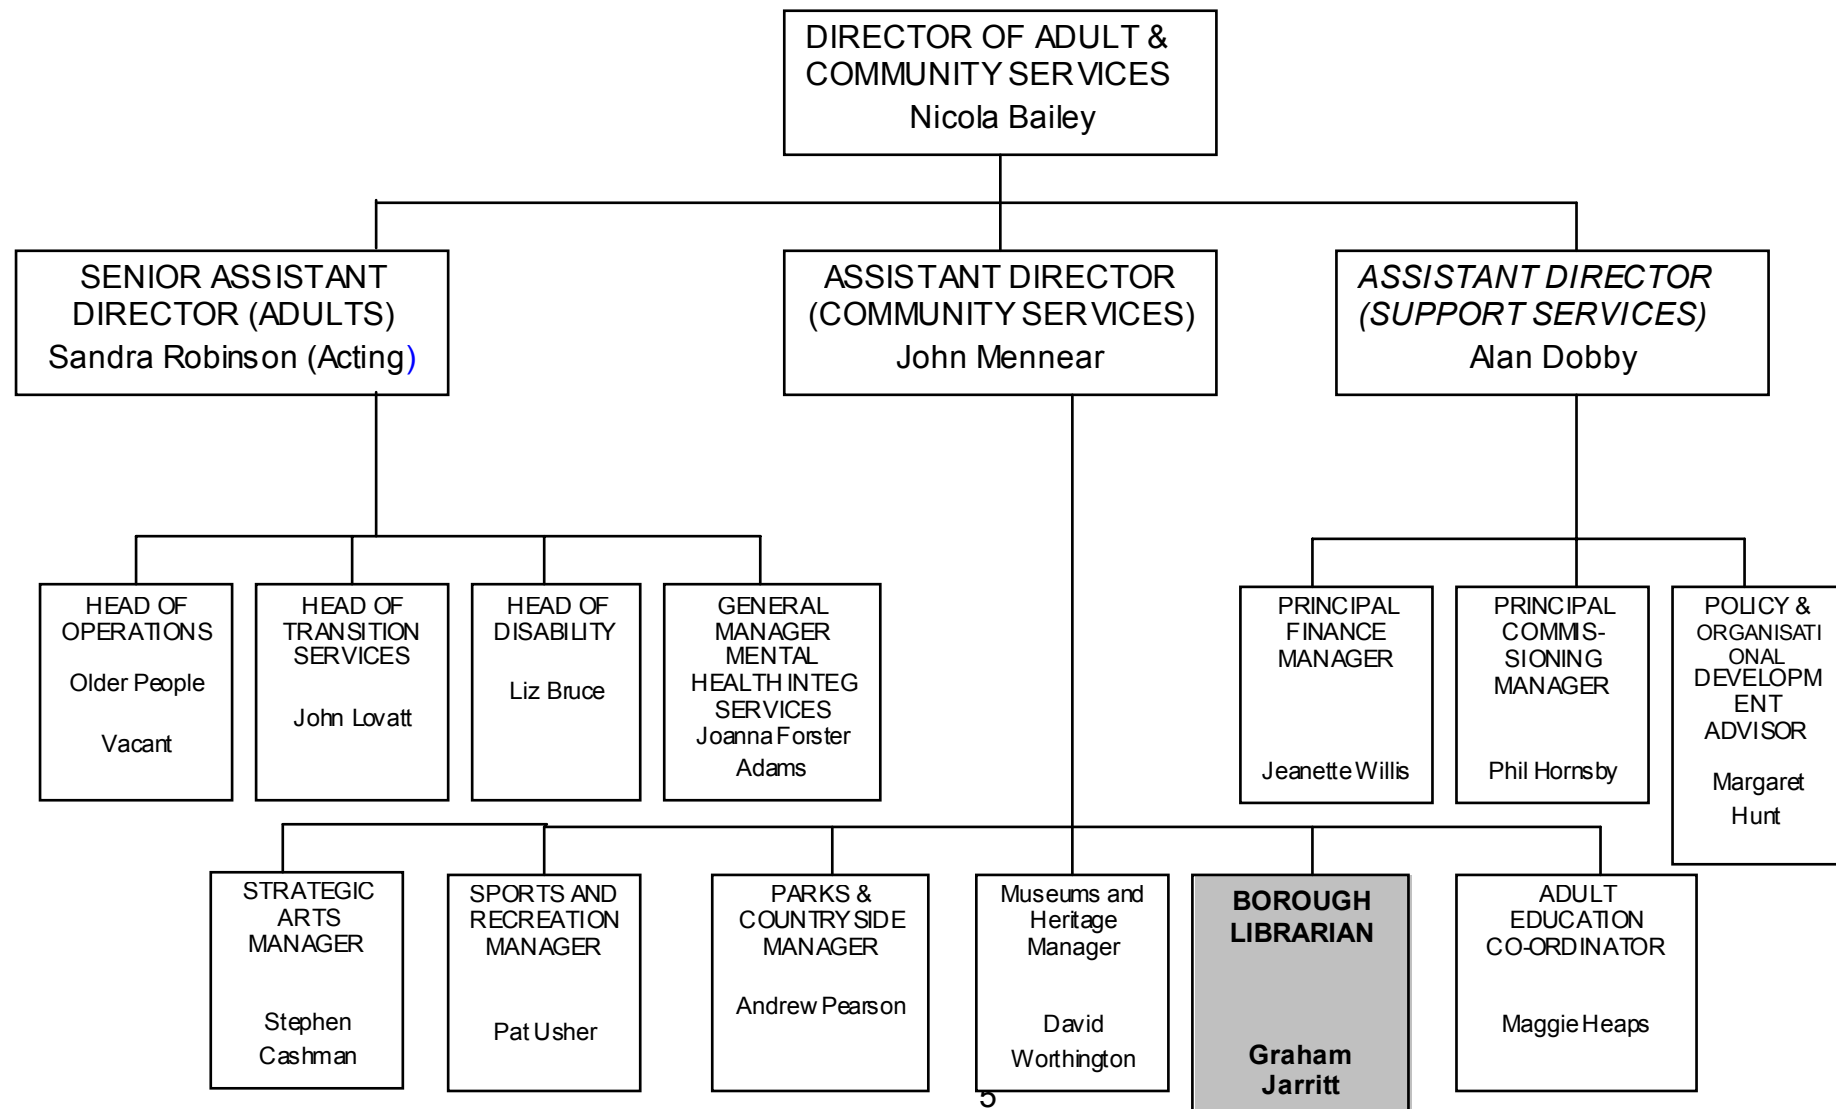 DIRECTOR OF ADULT &
COMMUNITY SERVICES
Nicola Bailey
SENIOR ASSISTANT
DIRECTOR (ADULTS)
Sandra Robinson (Acting)
ASSISTANT DIRECTOR
(COMMUNITY SERVICES)
John Mennear
ASSISTANT DIRECTOR
(SUPPORT SERVICES)
Alan Dobby
HEAD OF
OPERATIONS
Older People
Vacant
HEAD OF
TRANSITION
SERVICES
John Lovatt
HEAD OF
DISABILITY
Liz Bruce
GENERAL
MANAGER
MENTAL
HEALTH INTEG
SERVICES
Joanna Forster
Adams
PRINCIPAL
FINANCE
MANAGER
Jeanette Willis
PRINCIPAL
COMMIS-
SIONING
MANAGER
Phil Hornsby
POLICY &
ORGANISATI
ONAL
DEVELOPM
ENT
ADVISOR
Margaret
Hunt
STRATEGIC
ARTS
MANAGER
Stephen
Cashman
SPORTS AND
RECREATION
MANAGER
Pat Usher
PARKS &
COUNTRYSIDE
MANAGER
Andrew Pearson
Museums and
Heritage
Manager
David
Worthington
BOROUGH
LIBRARIAN
Graham
Jarritt
ADULT
EDUCATION
CO-ORDINATOR
Maggie Heaps
5